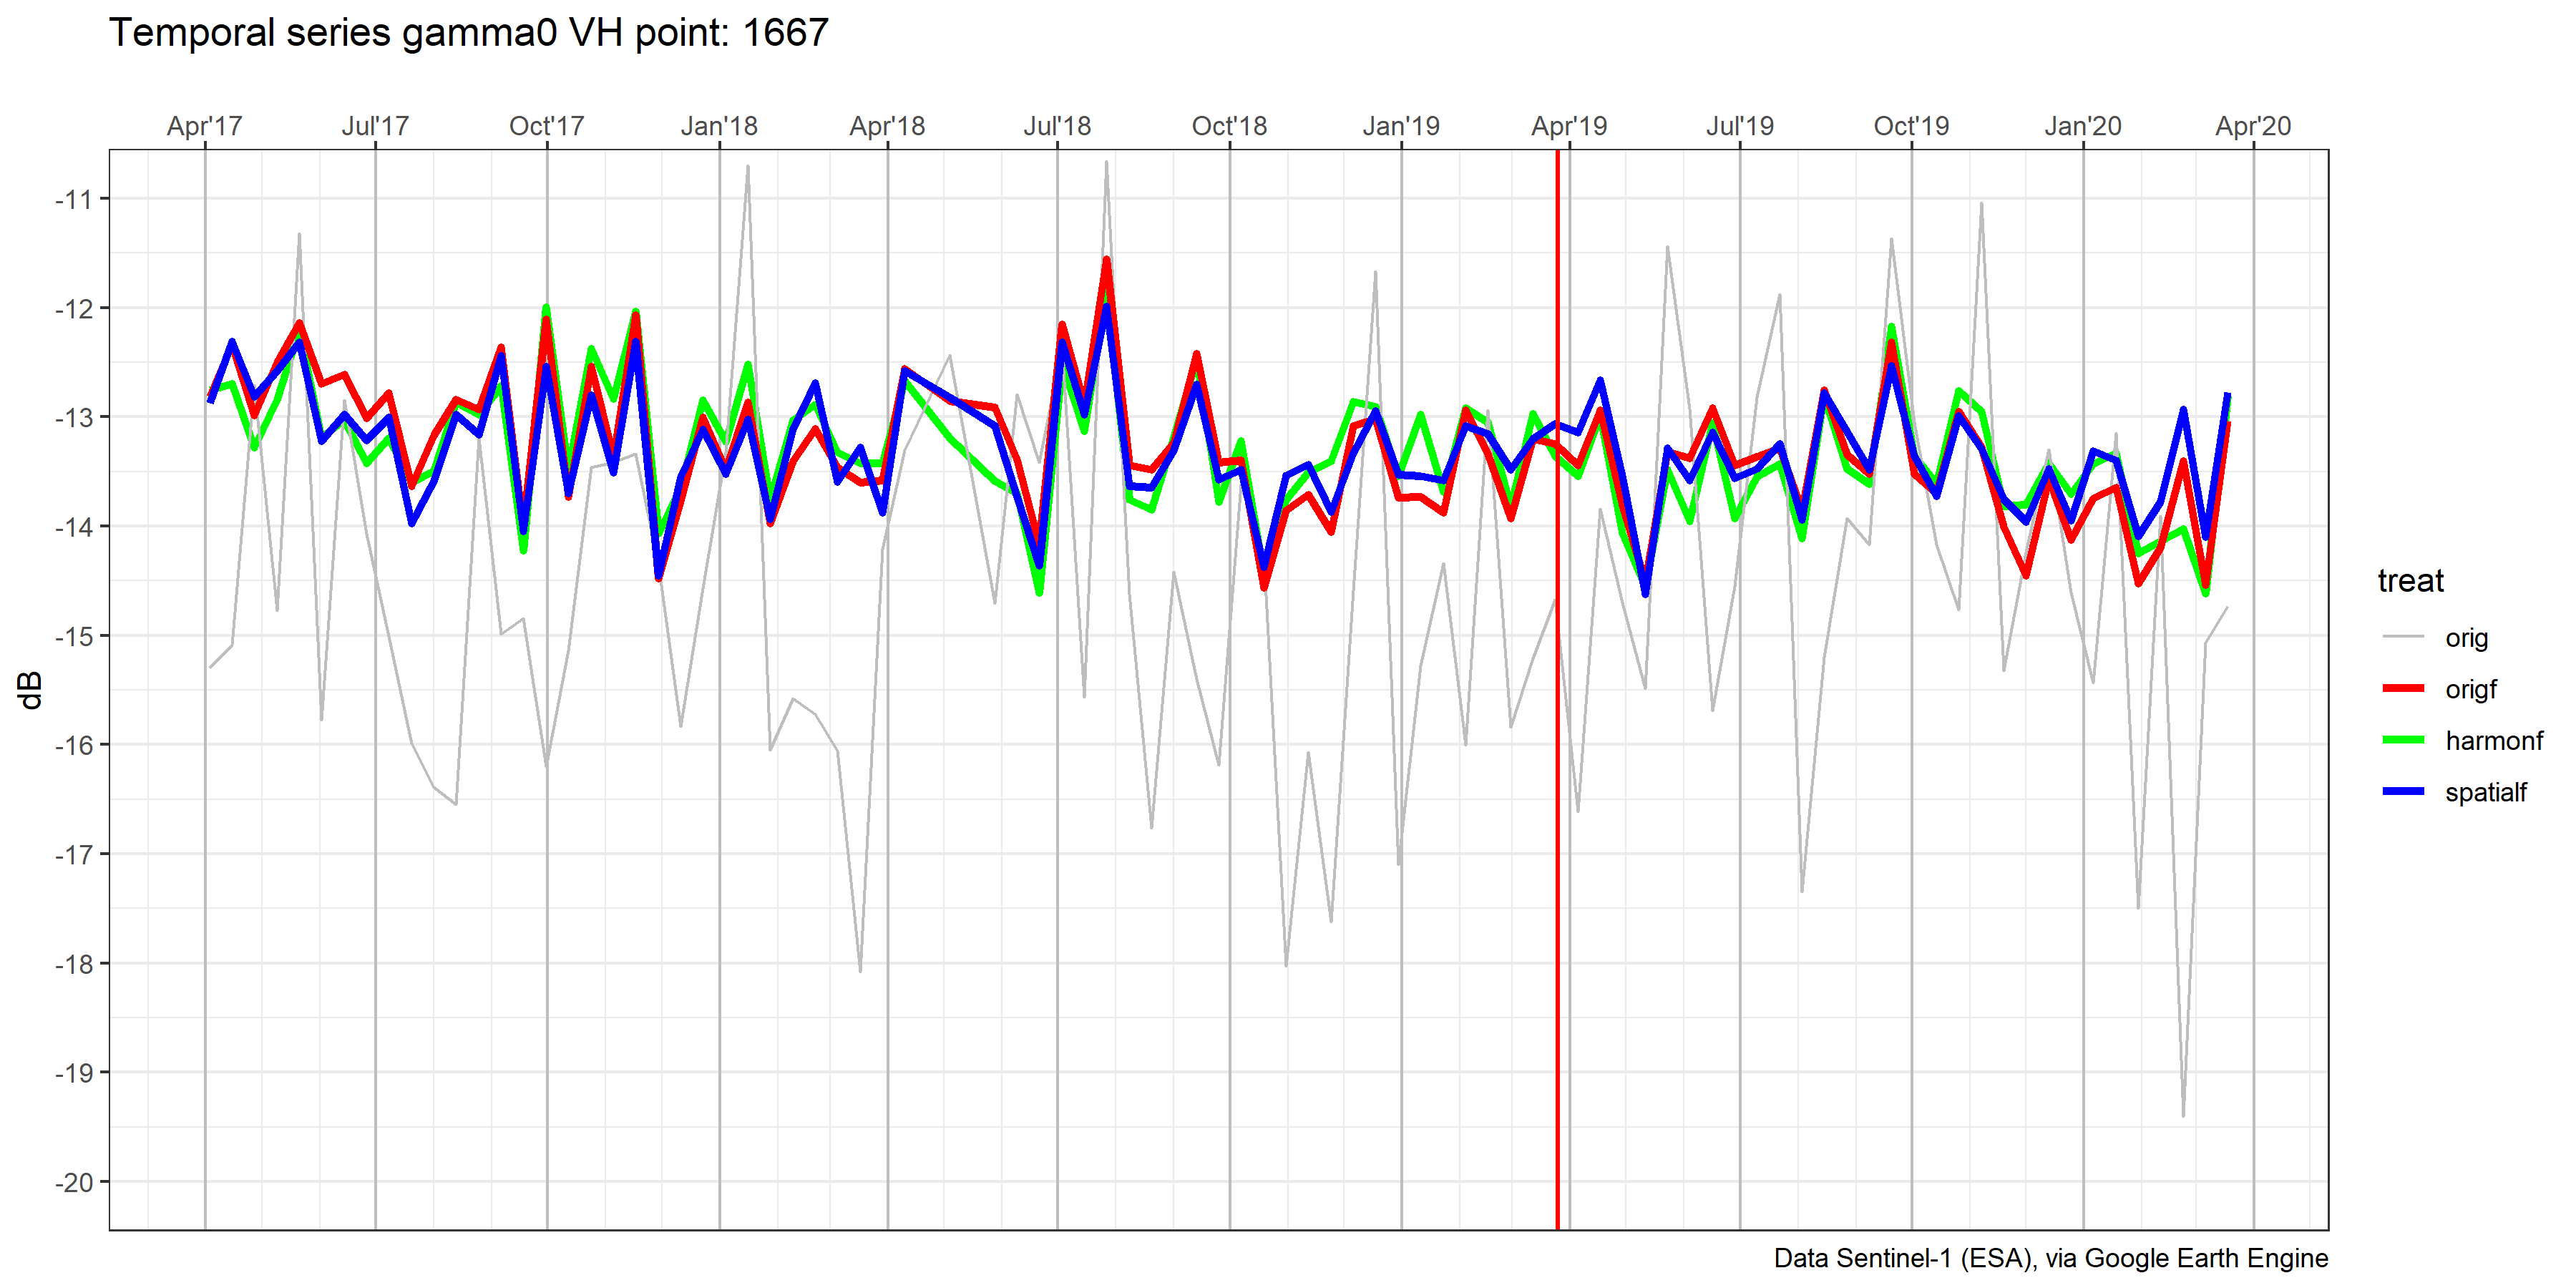 Temporal series gamma0 VH point: 1667
Apr'17 Jul'17 Oct'17 Jan'18 Apr'18 Jul'18 Oct'18 Jan'19 Apr'19 Jul'19 Oct'19 Jan'20 Apr'20
-11
-12
-13
-14
-15
-16
-17
-18
-19
-20
dB
treat
orig
origf
harmonf
spatialf
Data Sentinel-1 (ESA), via Google Earth Engine